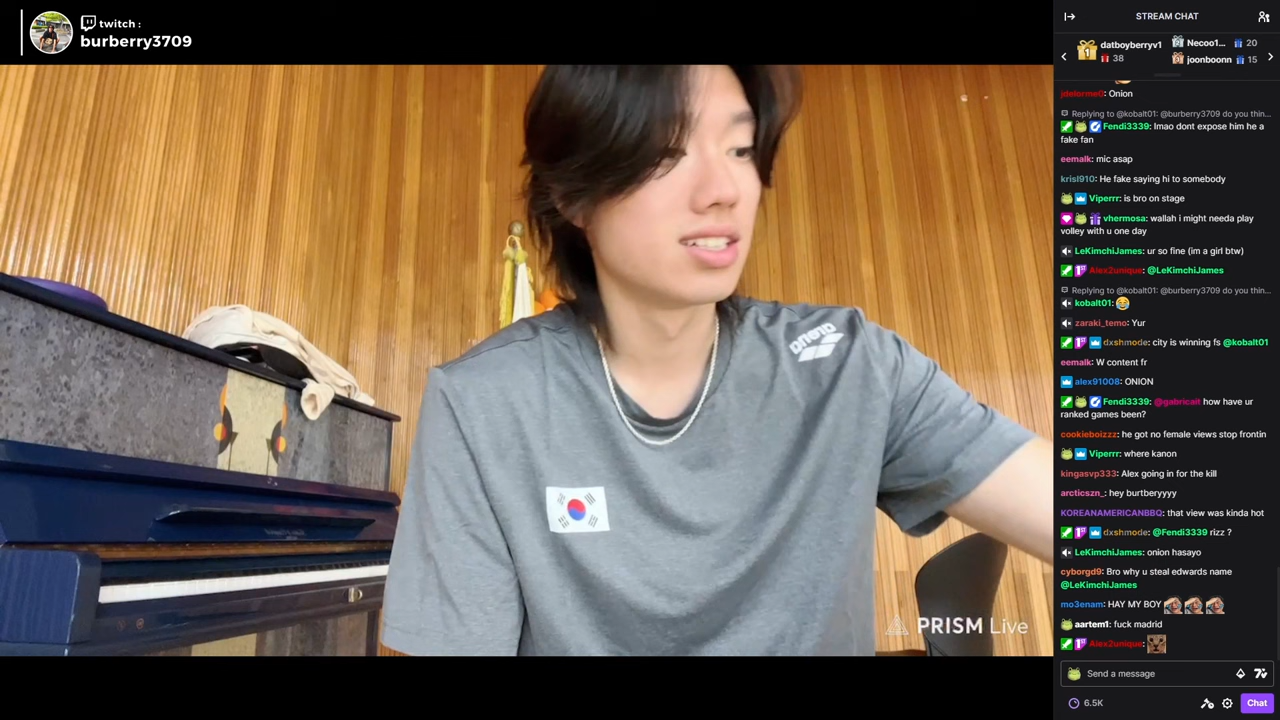 twitch :
burberry3709
arena
PRISM Live
STREAM CHAT
datboyberryv1
38
Necoo1... 20
joonboonn 15
jdelorme0: Onion
Replying to @kobalt01: @burberry3709 do you thin...
Fendi3339: lmao dont expose him he a
fake fan
eemalk: mic asap
krisl910: He fake saying hi to somebody
Viperrr: is bro on stage
vhermosa: wallah i might needa play
volley with u one day
LeKimchiJames: ur so fine (im a girl btw)
Alex2unique: @LeKimchiJames
Replying to @kobalt01: @burberry3709 do you thin...
kobalt01:
zaraki_temo: Yur
dxshmode: city is winning fs @kobalt01
eemalk: W content fr
alex91008: ONION
Fendi3339: @gabricait how have ur
ranked games been?
cookieboizzz: he got no female views stop frontin
Viperrr: where kanon
kingasvp333: Alex going in for the kill
arcticszn_: hey burtberyyyy
KOREANAMERICANBBQ: that view was kinda hot
dxshmode: @Fendi3339 rizz ?
LeKimchiJames: onion hasayo
cyborgd9: Bro why u steal edwards name
@LeKimchiJames
mo3enam: HAY MY BOY
aartem1: fuck madrid
Alex2unique:
Send a message
6.5K
Chat